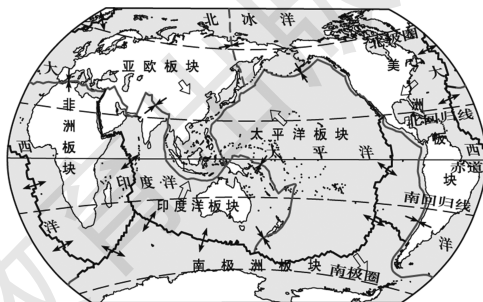 北冰洋
北极圈
亚欧板块
美洲板块
大西洋
大西洋
非洲板块
北回归线
太平洋板块
太平洋
赤道
印度洋
印度洋板块
南回归线
南极洲板块
南极圈